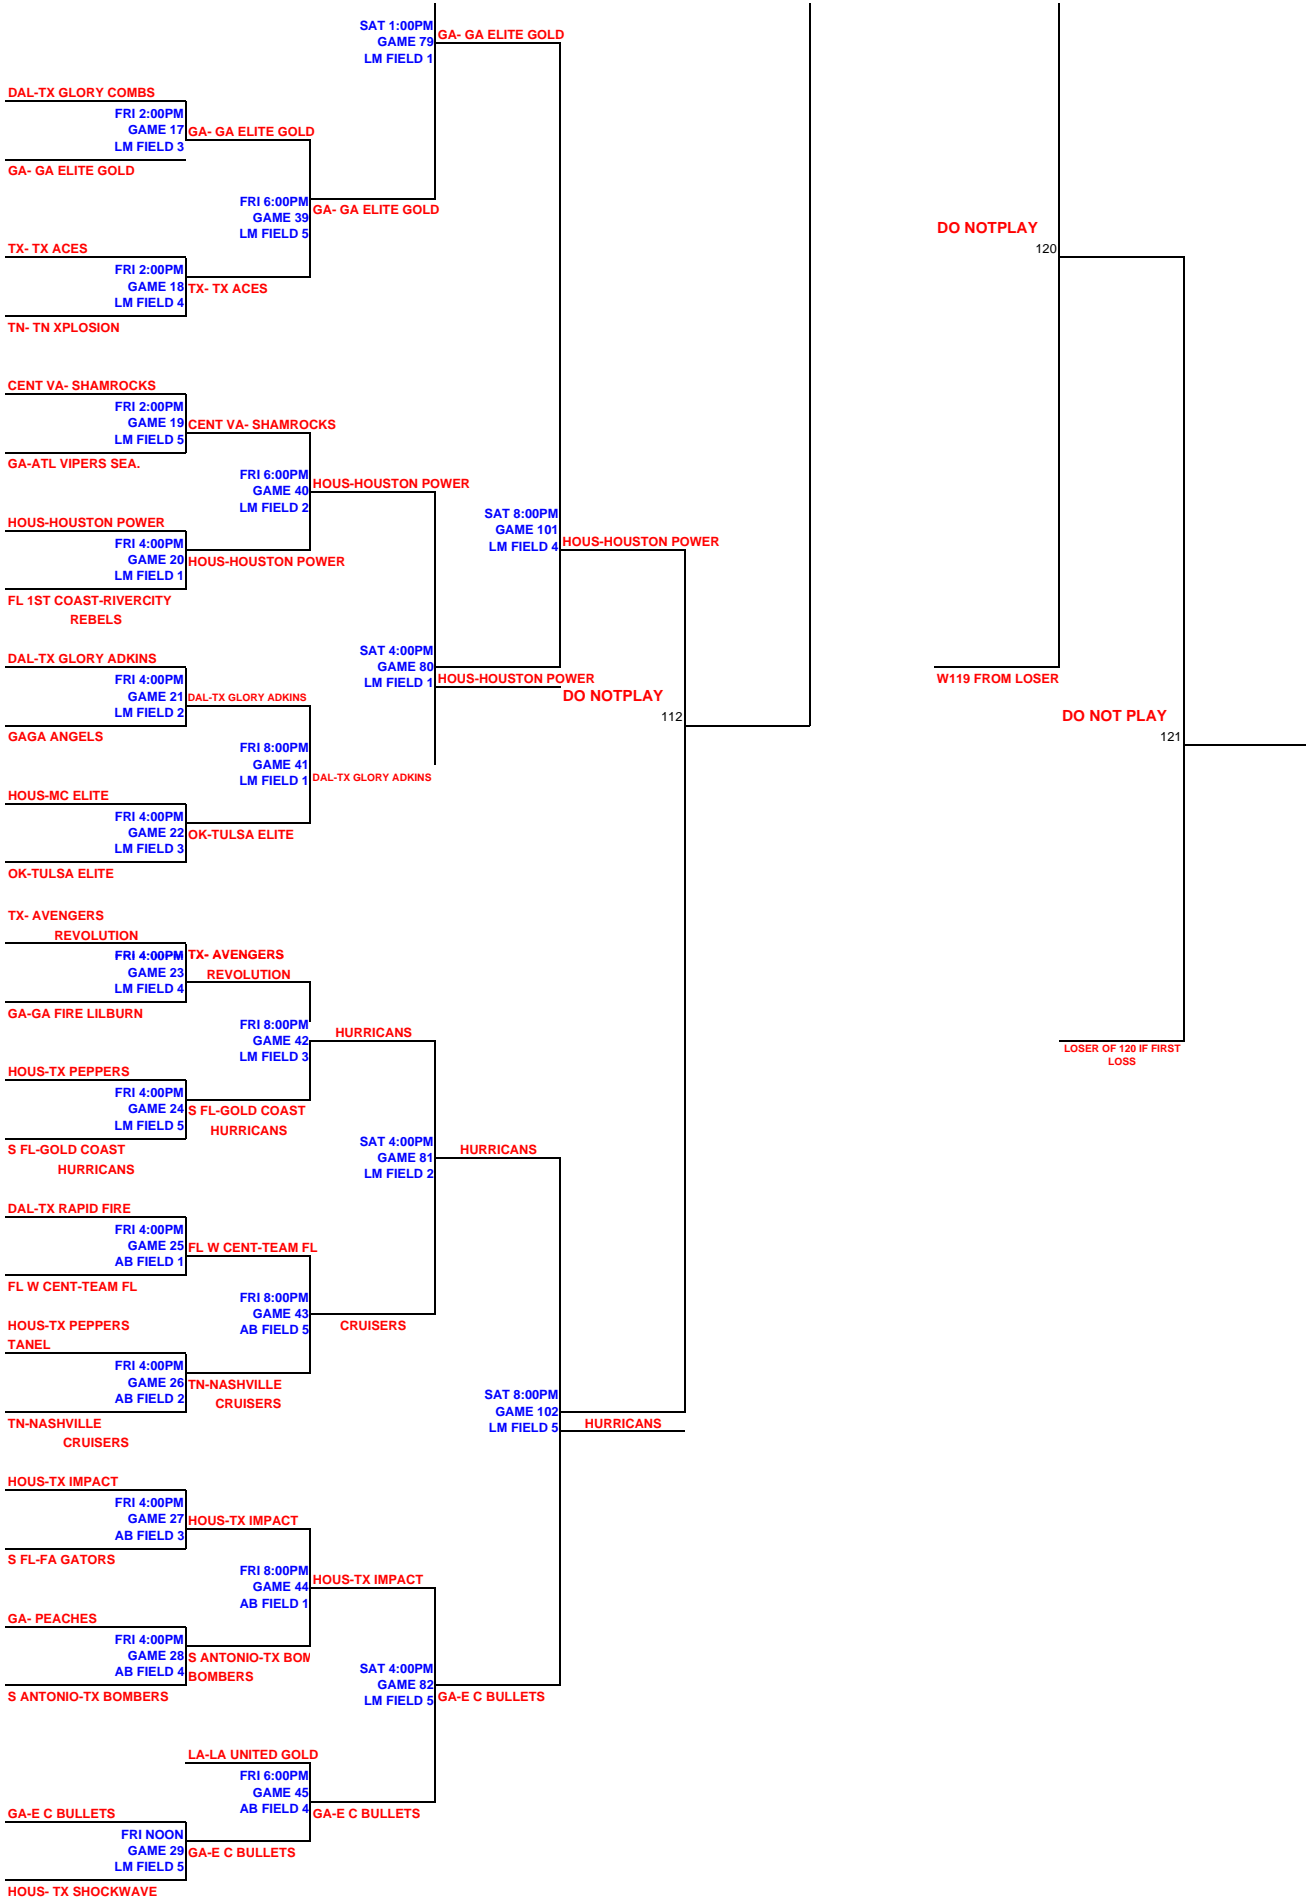 SAT 1:00PM
GAME 79
LM FIELD 1
GA- GA ELITE GOLD
DAL-TX GLORY COMBS
FRI 2:00PM
GAME 17
LM FIELD 3
GA- GA ELITE GOLD
GA- GA ELITE GOLD
FRI 6:00PM
GAME 39
LM FIELD 5
GA- GA ELITE GOLD
TX- TX ACES
FRI 2:00PM
GAME 18
LM FIELD 4
TX- TX ACES
TN- TN XPLOSION
DO NOTPLAY
120
CENT VA- SHAMROCKS
FRI 2:00PM
GAME 19
LM FIELD 5
CENT VA- SHAMROCKS
GA-ATL VIPERS SEA.
FRI 6:00PM
GAME 40
LM FIELD 2
HOUS-HOUSTON POWER
HOUS-HOUSTON POWER
FRI 4:00PM
GAME 20
LM FIELD 1
HOUS-HOUSTON POWER
FL 1ST COAST-RIVERCITY
REBELS
SAT 8:00PM
GAME 101
LM FIELD 4
HOUS-HOUSTON POWER
DAL-TX GLORY ADKINS
FRI 4:00PM
GAME 21
LM FIELD 2
DAL-TX GLORY ADKINS
GAGA ANGELS
SAT 4:00PM
GAME 80
LM FIELD 1
HOUS-HOUSTON POWER
DO NOTPLAY
112
W119 FROM LOSER
DO NOT PLAY
121
FRI 8:00PM
GAME 41
LM FIELD 1
DAL-TX GLORY ADKINS
HOUS-MC ELITE
FRI 4:00PM
GAME 22
LM FIELD 3
OK-TULSA ELITE
OK-TULSA ELITE
TX- AVENGERS
REVOLUTION
FRI 4:00PM
GAME 23
LM FIELD 4
TX- AVENGERS
REVOLUTION
GA-GA FIRE LILBURN
FRI 8:00PM
GAME 42
LM FIELD 3
HURRICANS
LOSER OF 120 IF FIRST
LOSS
HOUS-TX PEPPERS
FRI 4:00PM
GAME 24
LM FIELD 5
S FL-GOLD COAST
HURRICANS
S FL-GOLD COAST
HURRICANS
SAT 4:00PM
GAME 81
LM FIELD 2
HURRICANS
DAL-TX RAPID FIRE
FRI 4:00PM
GAME 25
AB FIELD 1
FL W CENT-TEAM FL
FL W CENT-TEAM FL
FRI 8:00PM
GAME 43
AB FIELD 5
CRUISERS
HOUS-TX PEPPERS
TANEL
FRI 4:00PM
GAME 26
AB FIELD 2
TN-NASHVILLE
CRUISERS
TN-NASHVILLE
CRUISERS
SAT 8:00PM
GAME 102
LM FIELD 5
HURRICANS
HOUS-TX IMPACT
FRI 4:00PM
GAME 27
AB FIELD 3
HOUS-TX IMPACT
S FL-FA GATORS
FRI 8:00PM
GAME 44
AB FIELD 1
HOUS-TX IMPACT
GA- PEACHES
FRI 4:00PM
GAME 28
AB FIELD 4
S ANTONIO-TX BOM
BOMBERS
S ANTONIO-TX BOMBERS
SAT 4:00PM
GAME 82
LM FIELD 5
GA-E C BULLETS
LA-LA UNITED GOLD
FRI 6:00PM
GAME 45
AB FIELD 4
GA-E C BULLETS
GA-E C BULLETS
FRI NOON
GAME 29
LM FIELD 5
GA-E C BULLETS
HOUS- TX SHOCKWAVE